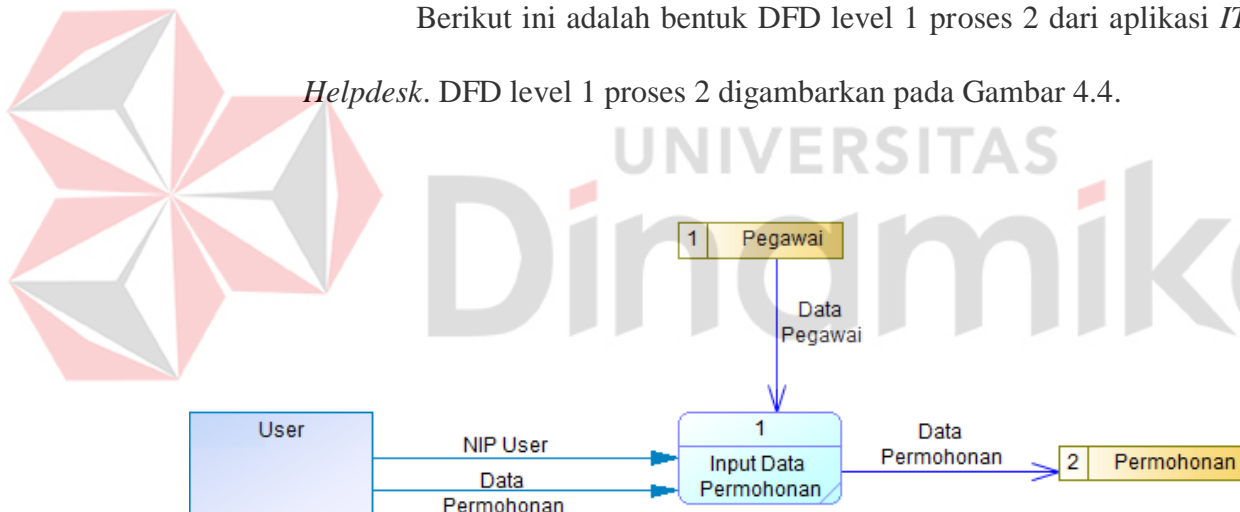 Berikut ini adalah bentuk DFD level 1 proses 2 dari aplikasi IT
Helpdesk. DFD level 1 proses 2 digambarkan pada Gambar 4.4.
UNIVERSITAS
Dinamika
1 Pegawai
Data
Pegawai
User
NIP User
Data
Permohonan
1
Input Data
Permohonan
Data
Permohonan
2 Permohonan